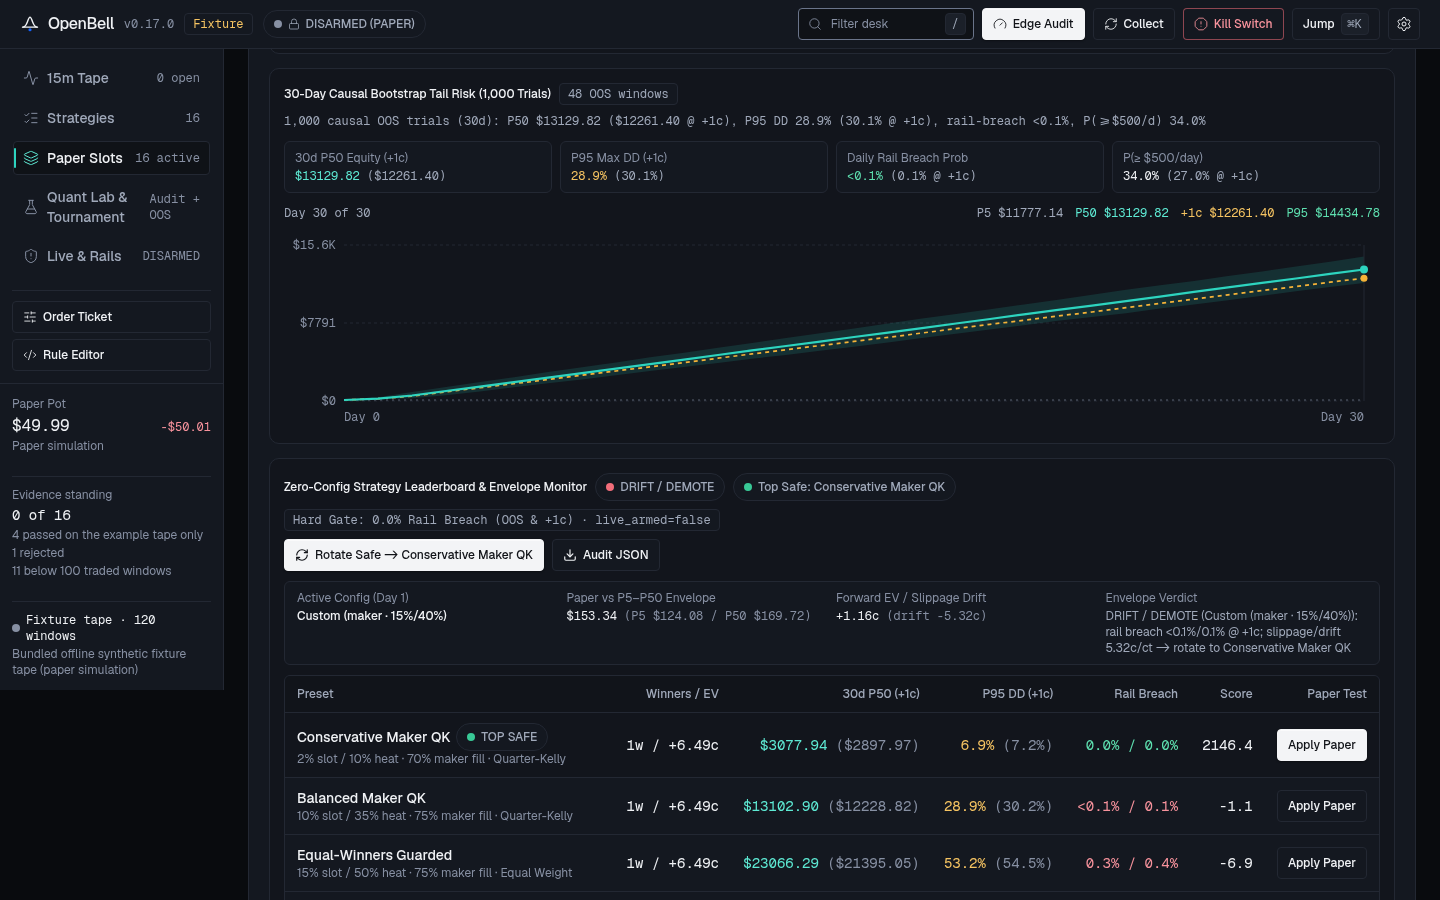 OpenBell v0.17.0 Fixture DISARMED (PAPER) Filter desk / Edge Audit Collect Kill Switch Jump ⌘K
15m Tape 0 open
Strategies 16
Paper Slots 16 active
Quant Lab & Tournament Audit + OOS
Live & Rails DISARMED
Order Ticket
Rule Editor
Paper Pot
$49.99 -$50.01
Paper simulation
Evidence standing
0 of 16
4 passed on the example tape only
1 rejected
11 below 100 traded windows
Fixture tape · 120
windows
Bundled offline synthetic fixture
tape (paper simulation)
30-Day Causal Bootstrap Tail Risk (1,000 Trials) 48 OOS windows
1,000 causal OOS trials (30d): P50 $13129.82 ($12261.40 @ +1c), P95 DD 28.9% (30.1% @ +1c), rail-breach <0.1%, P(≥$500/d) 34.0%
30d P50 Equity (+1c) P95 Max DD (+1c) Daily Rail Breach Prob P(≥ $500/day)
$13129.82 ($12261.40) 28.9% (30.1%) <0.1% (0.1% @ +1c) 34.0% (27.0% @ +1c)
Day 30 of 30 P5 $11777.14 P50 $13129.82 +1c $12261.40 P95 $14434.78
$15.6K
$7791
$0
Day 0 Day 30
Zero-Config Strategy Leaderboard & Envelope Monitor DRIFT / DEMOTE Top Safe: Conservative Maker QK
Hard Gate: 0.0% Rail Breach (OOS & +1c) · live_armed=false
Rotate Safe → Conservative Maker QK Audit JSON
Active Config (Day 1) Paper vs P5–P50 Envelope Forward EV / Slippage Drift Envelope Verdict
Custom (maker · 15%/40%) $153.34 (P5 $124.08 / P50 $169.72) +1.16c (drift -5.32c) DRIFT / DEMOTE (Custom (maker · 15%/40%)):
rail breach <0.1%/0.1% @ +1c; slippage/drift
5.32c/ct → rotate to Conservative Maker QK
Preset Winners / EV 30d P50 (+1c) P95 DD (+1c) Rail Breach Score Paper Test
Conservative Maker QK TOP SAFE 1w / +6.49c $3077.94 ($2897.97) 6.9% (7.2%) 0.0% / 0.0% 2146.4 Apply Paper
2% slot / 10% heat · 70% maker fill · Quarter-Kelly
Balanced Maker QK 1w / +6.49c $13102.90 ($12228.82) 28.9% (30.2%) <0.1% / 0.1% -1.1 Apply Paper
10% slot / 35% heat · 75% maker fill · Quarter-Kelly
Equal-Winners Guarded 1w / +6.49c $23066.29 ($21395.05) 53.2% (54.5%) 0.3% / 0.4% -6.9 Apply Paper
15% slot / 50% heat · 75% maker fill · Equal Weight